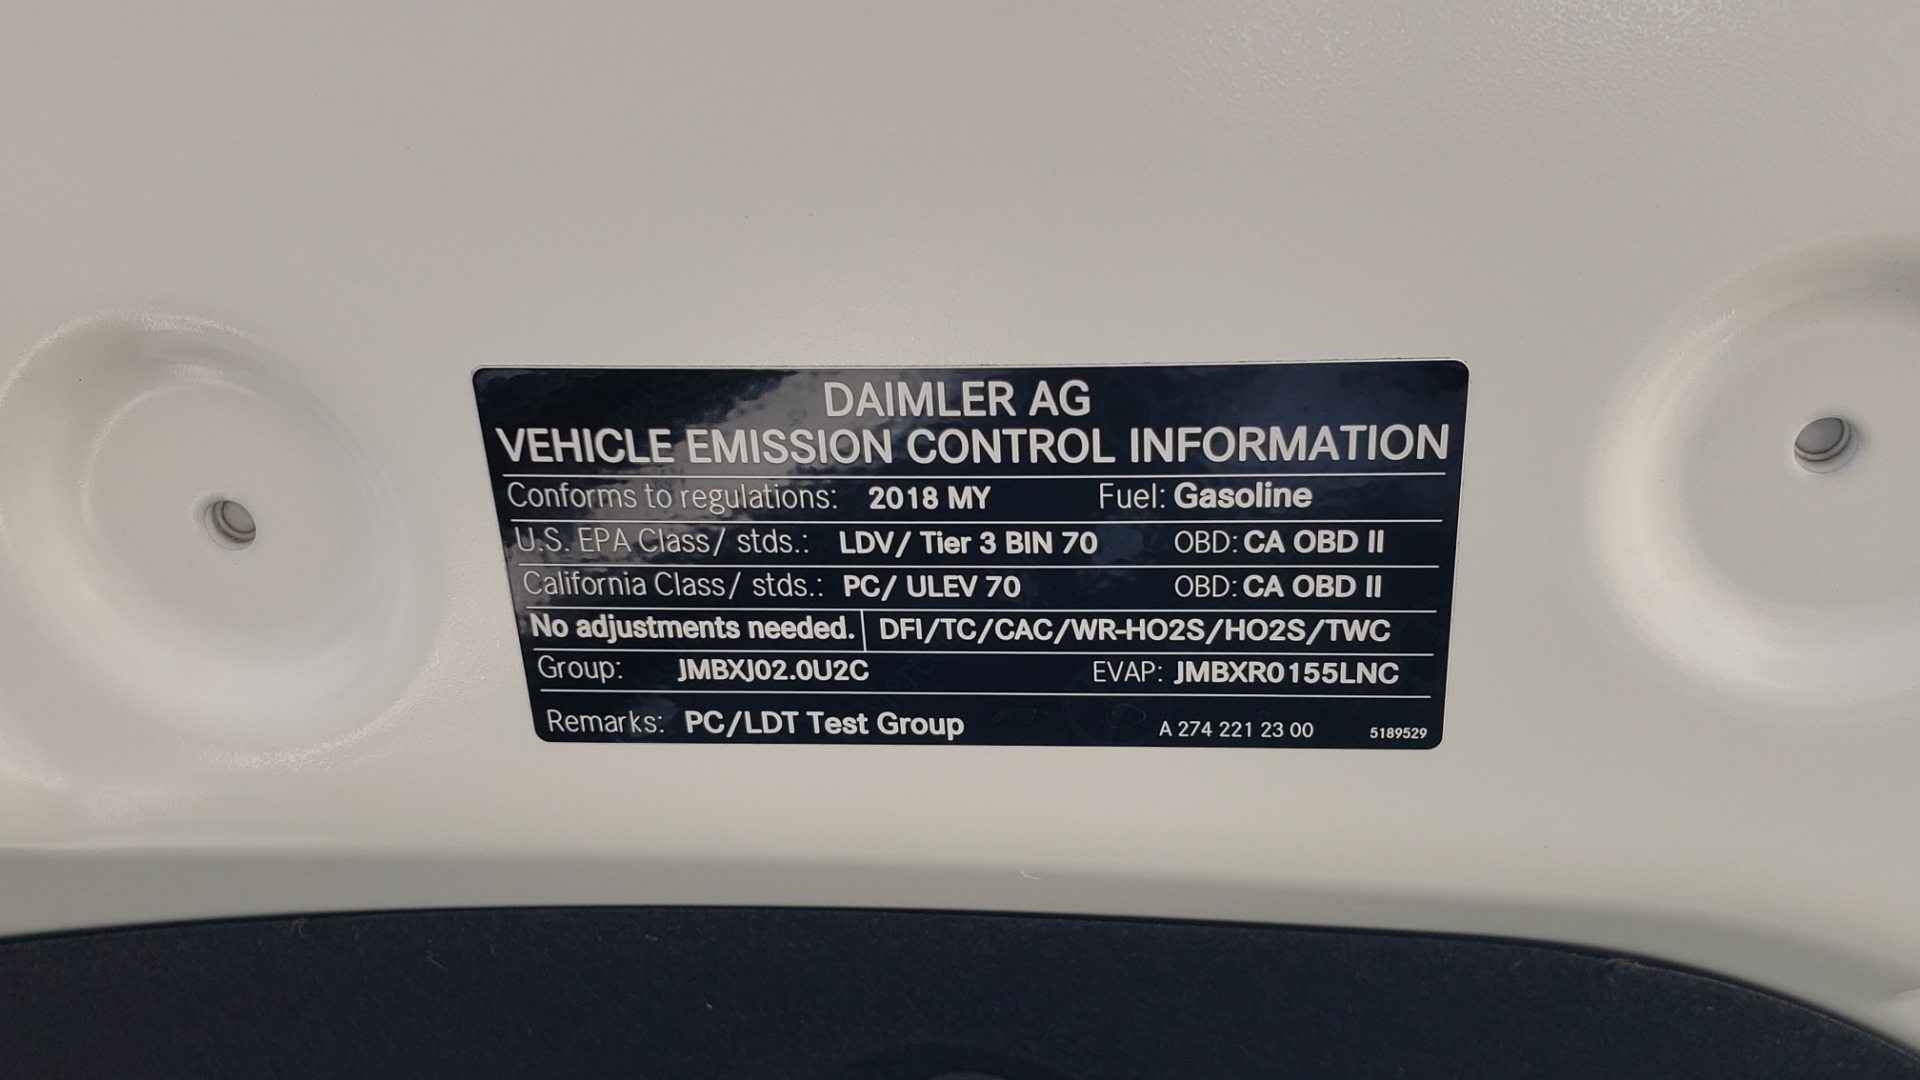 DAIMLER AG
VEHICLE EMISSION CONTROL INFORMATION
Conforms to regulations: 2018 MY Fuel: Gasoline
U.S. EPA Class/ stds.: LDV/ Tier 3 BIN 70 OBD: CA OBD II
California Class/ stds.: PC/ ULEV 70 OBD: CA OBD II
No adjustments needed. DFI/TC/CAC/WR-HO2S/HO2S/TWC
Group: JMBXJ02.0U2C EVAP: JMBXR0155LNC
Remarks: PC/LDT Test Group A 274 221 23 00 5189529